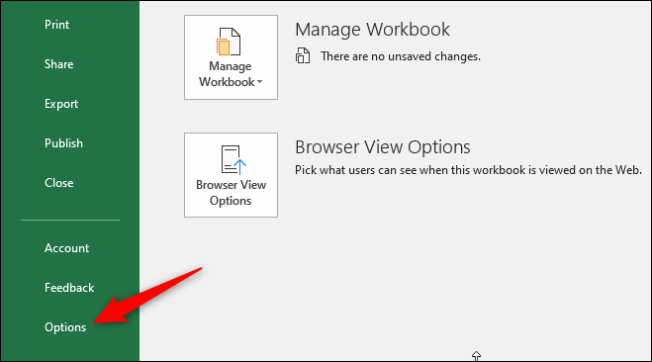 Print
Share
Export
Publish
Close
Account
Feedback
Options
Manage
Workbook
Manage Workbook
There are no unsaved changes.
Browser View
Options
Browser View Options
Pick what users can see when this workbook is viewed on the Web.